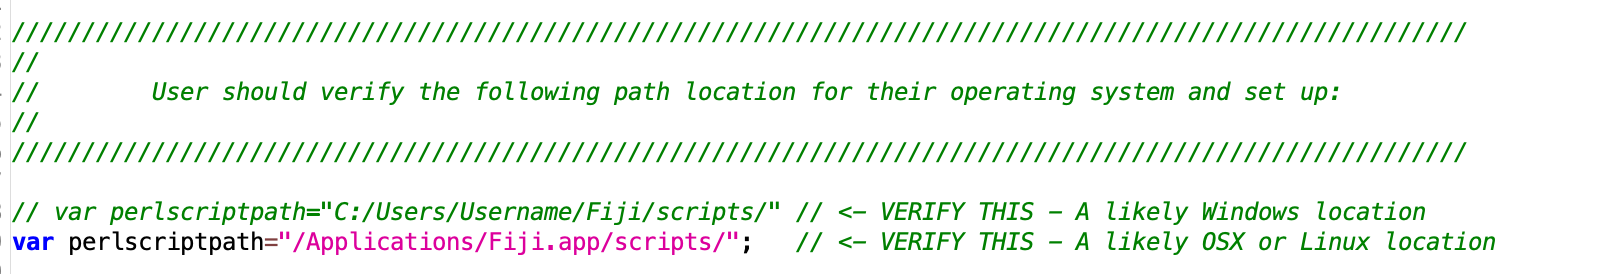 ////////////////////////////////////////////////////////////////////////////////////////////////////////
//
//        User should verify the following path location for their operating system and set up:
//
////////////////////////////////////////////////////////////////////////////////////////////////////////
// var perlscriptpath="C:/Users/Username/Fiji/scripts/" // <- VERIFY THIS - A likely Windows location
var perlscriptpath="/Applications/Fiji.app/scripts/";   // <- VERIFY THIS - A likely OSX or Linux location